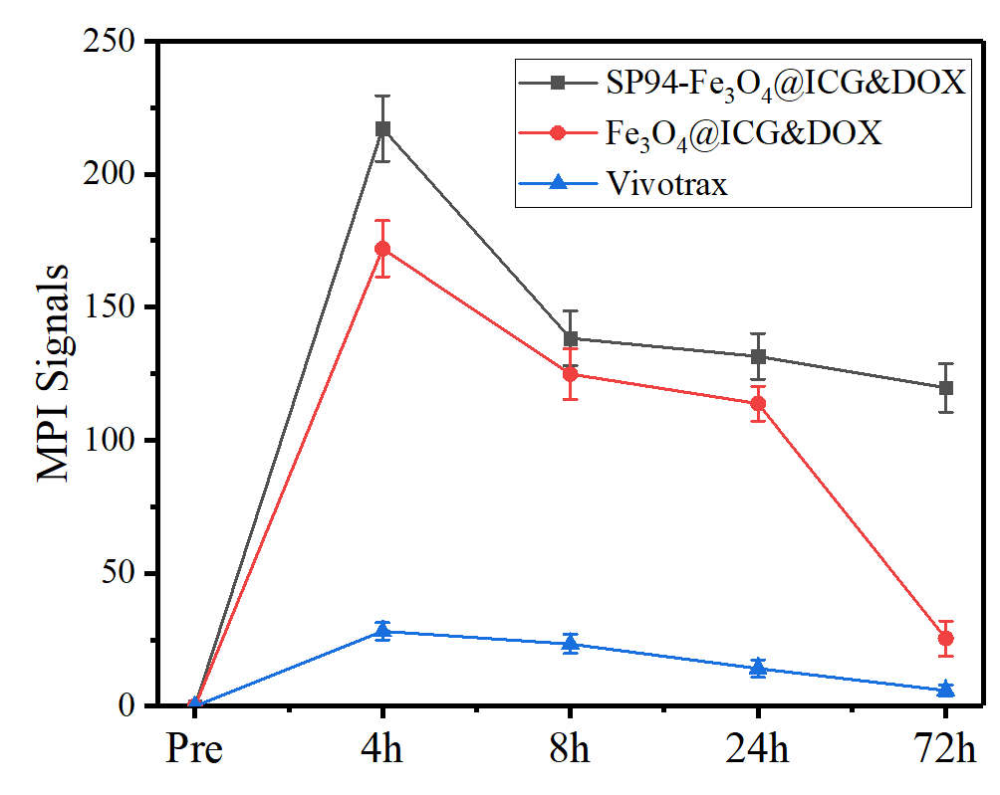 250
200
150
100
50
0
MPI Signals
SP94-Fe₃O₄@ICG&DOX
Fe₃O₄@ICG&DOX
Vivotrax
Pre 4h 8h 24h 72h